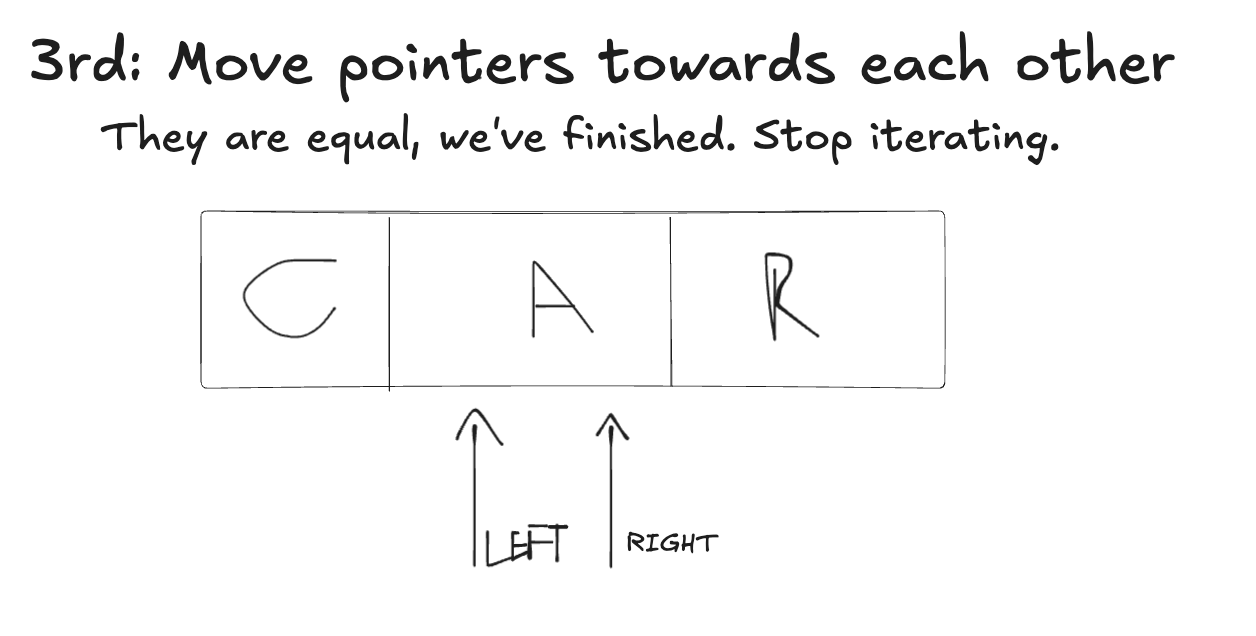 3rd: Move pointers towards each other
They are equal, we've finished. Stop iterating.
C A R
LEFT RIGHT